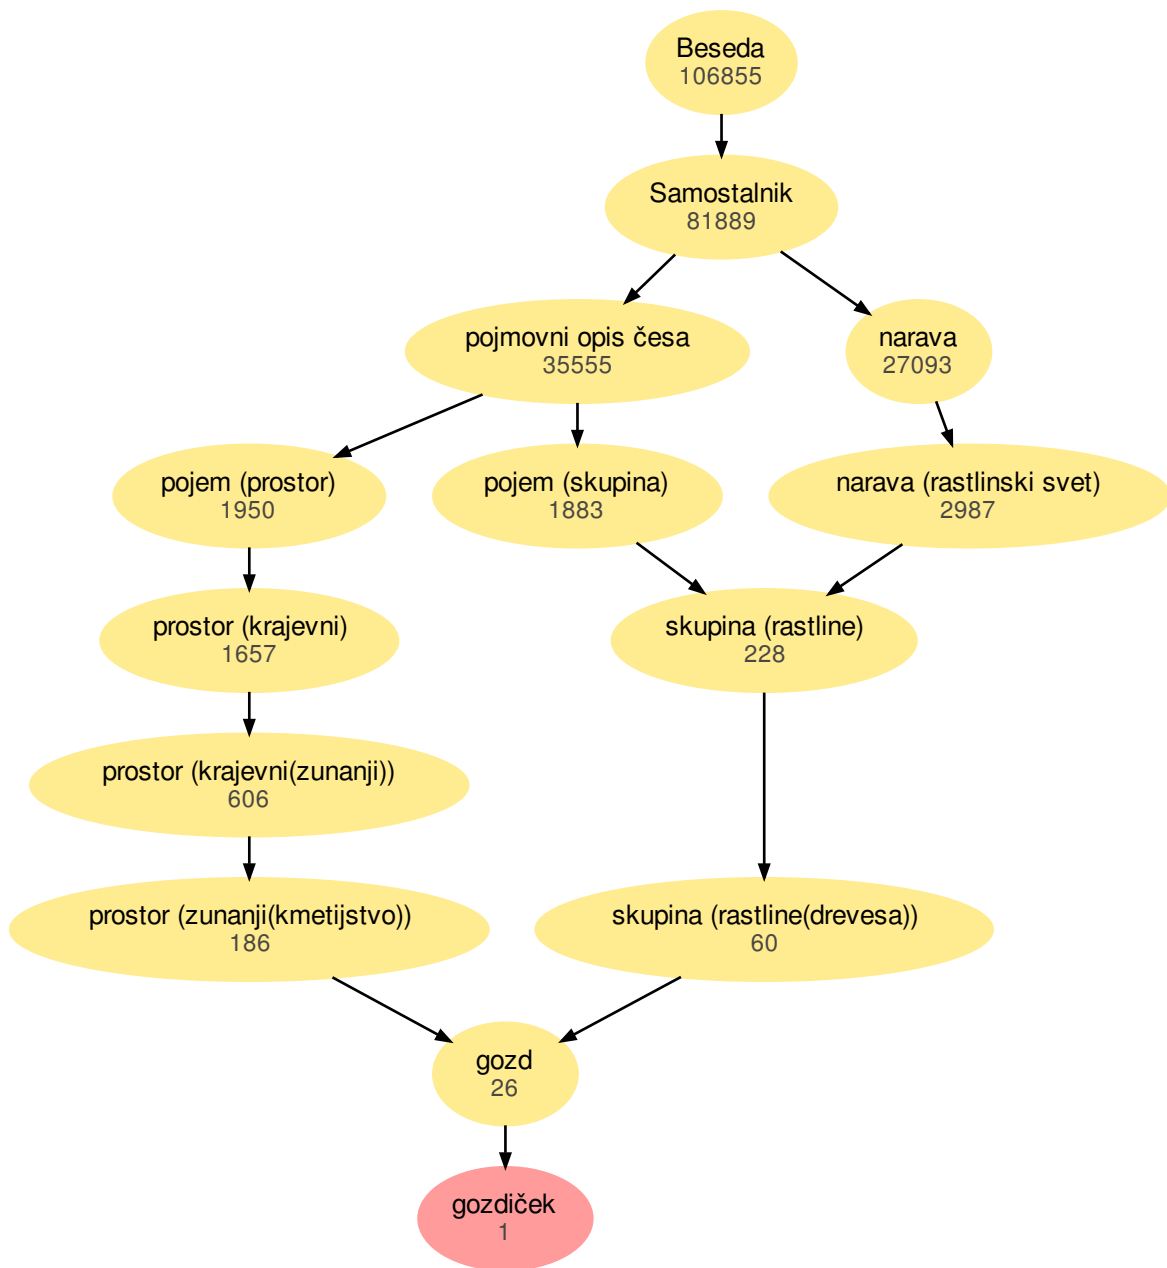 Beseda
106855
Samostalnik
81889
pojmovni opis česa
35555
narava
27093
pojem (prostor)
1950
pojem (skupina)
1883
narava (rastlinski svet)
2987
prostor (krajevni)
1657
skupina (rastline)
228
prostor (krajevni(zunanji))
606
prostor (zunanji(kmetijstvo))
186
skupina (rastline(drevesa))
60
gozd
26
gozdiček
1